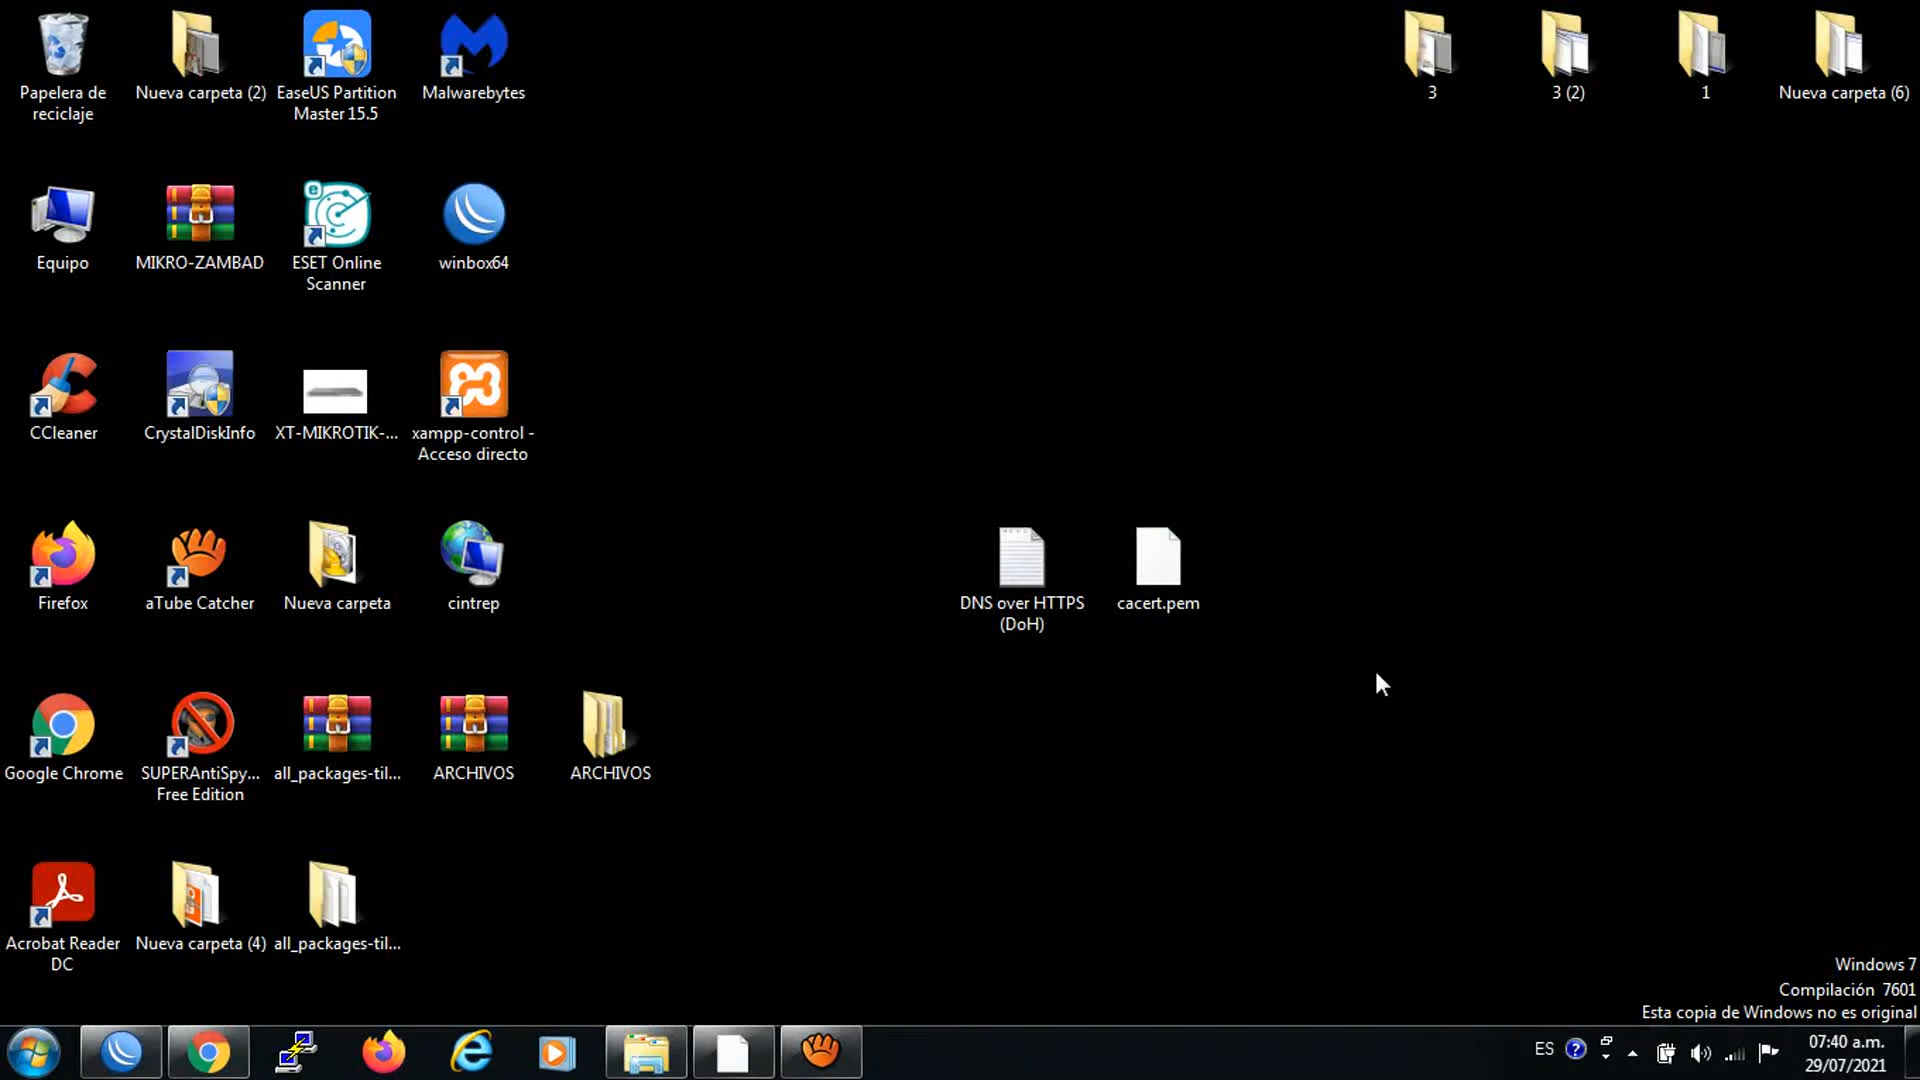 Papelera de
reciclaje
Nueva carpeta (2)
EaseUS Partition
Master 15.5
Malwarebytes
3
3 (2)
1
Nueva carpeta (6)
Equipo
MIKRO-ZAMBAD
ESET Online
Scanner
winbox64
CCleaner
CrystalDiskInfo
XT-MIKROTIK-...
xampp-control -
Acceso directo
Firefox
aTube Catcher
Nueva carpeta
cintrep
DNS over HTTPS
(DoH)
cacert.pem
Google Chrome
SUPERAntiSpy...
Free Edition
all_packages-til...
ARCHIVOS
ARCHIVOS
Acrobat Reader
DC
Nueva carpeta (4)
all_packages-til...
Windows 7
Compilación 7601
Esta copia de Windows no es original
ES
07:40 a.m.
29/07/2021